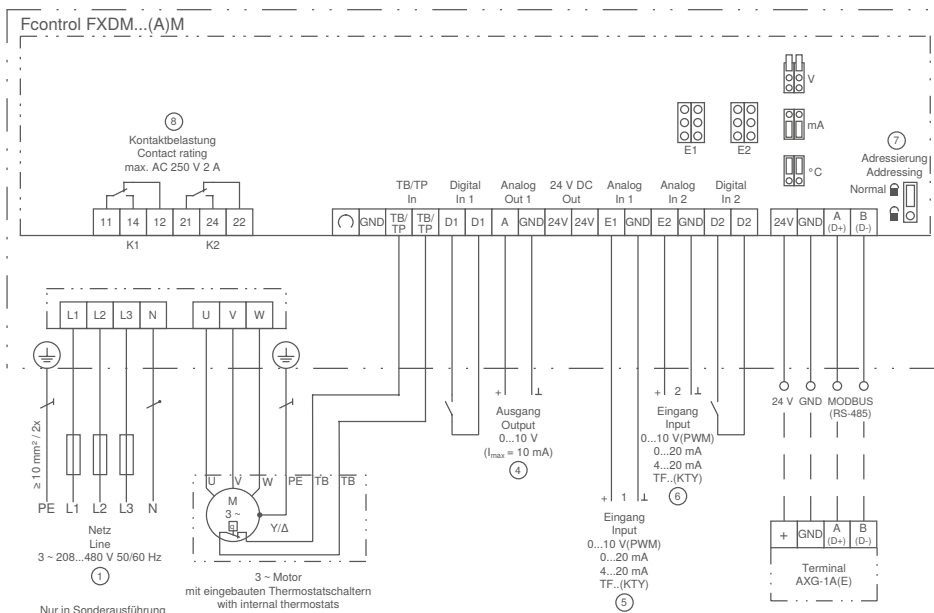 Fcontrol FXDM...(A)M
8
Kontaktbelastung
Contact rating
max. AC 250 V 2 A
11 14 12 21 24 22
K1 K2
V
mA
°C
E1 E2
7
Adressierung
Addressing
Normal
TB/TP In
Digital In 1
Analog Out 1
24 V DC Out
Analog In 1
Analog In 2
Digital In 2
GND TB/TP TB/TP D1 D1 A GND 24V 24V E1 GND E2 GND D2 D2
24V GND A (D+) B (D-)
L1 L2 L3 N
U V W
≥ 10 mm² / 2x
PE L1 L2 L3 N
Netz
Line
3 ~ 208...480 V 50/60 Hz
1
Nur in Sonderausführung
U V W PE TB TB
M
3 ~
Y/Δ
3 ~ Motor
mit eingebauten Thermostatschaltern
with internal thermostats
+ ⊥
Ausgang
Output
0...10 V
(Imax = 10 mA)
4
+ 1 ⊥
Eingang
Input
0...10 V(PWM)
0...20 mA
4...20 mA
TF..(KTY)
5
+ 2 ⊥
Eingang
Input
0...10 V(PWM)
0...20 mA
4...20 mA
TF..(KTY)
6
24 V GND MODBUS
(RS-485)
+ GND A (D+) B (D-)
Terminal
AXG-1A(E)